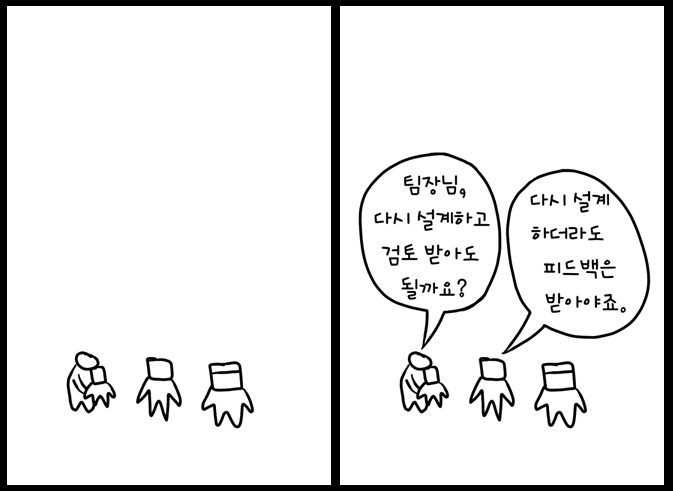 팀장님,
다시 설계하고
검토 받아도
될까요?
다시 설계
하더라도
피드백은
받아야죠.